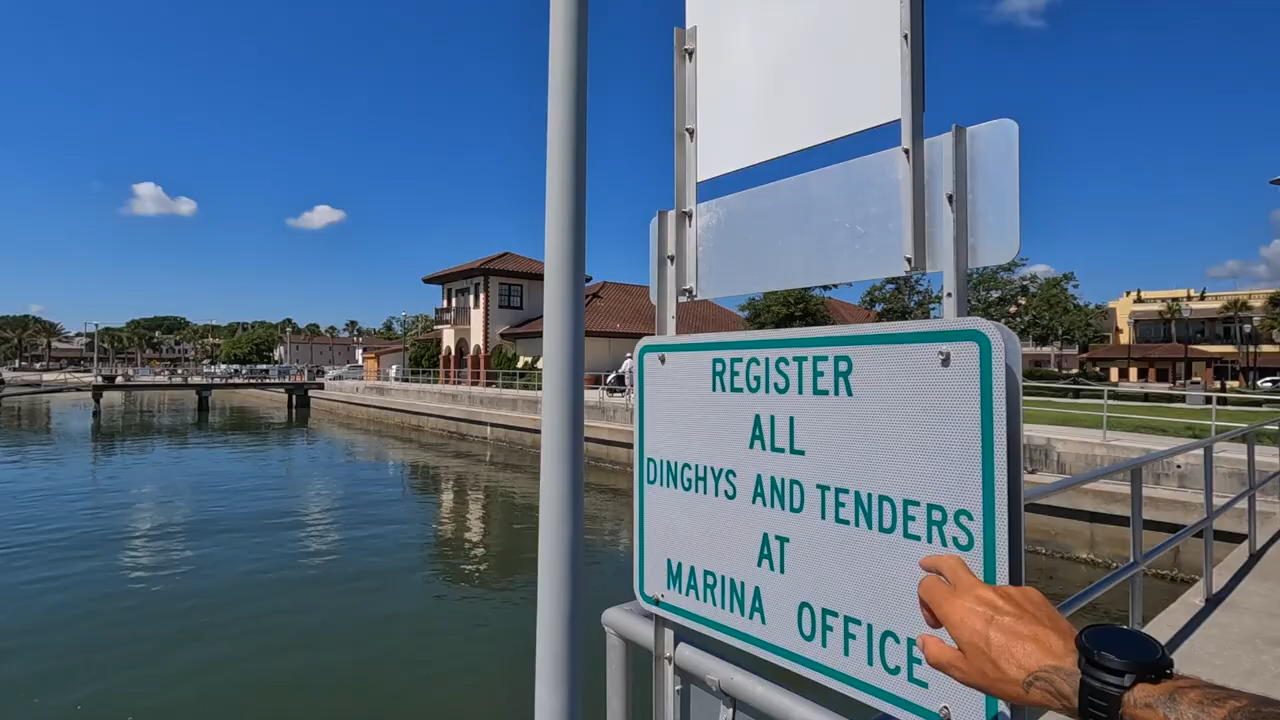 REGISTER
ALL
DINGHYS AND TENDERS
AT
MARINA OFFICE